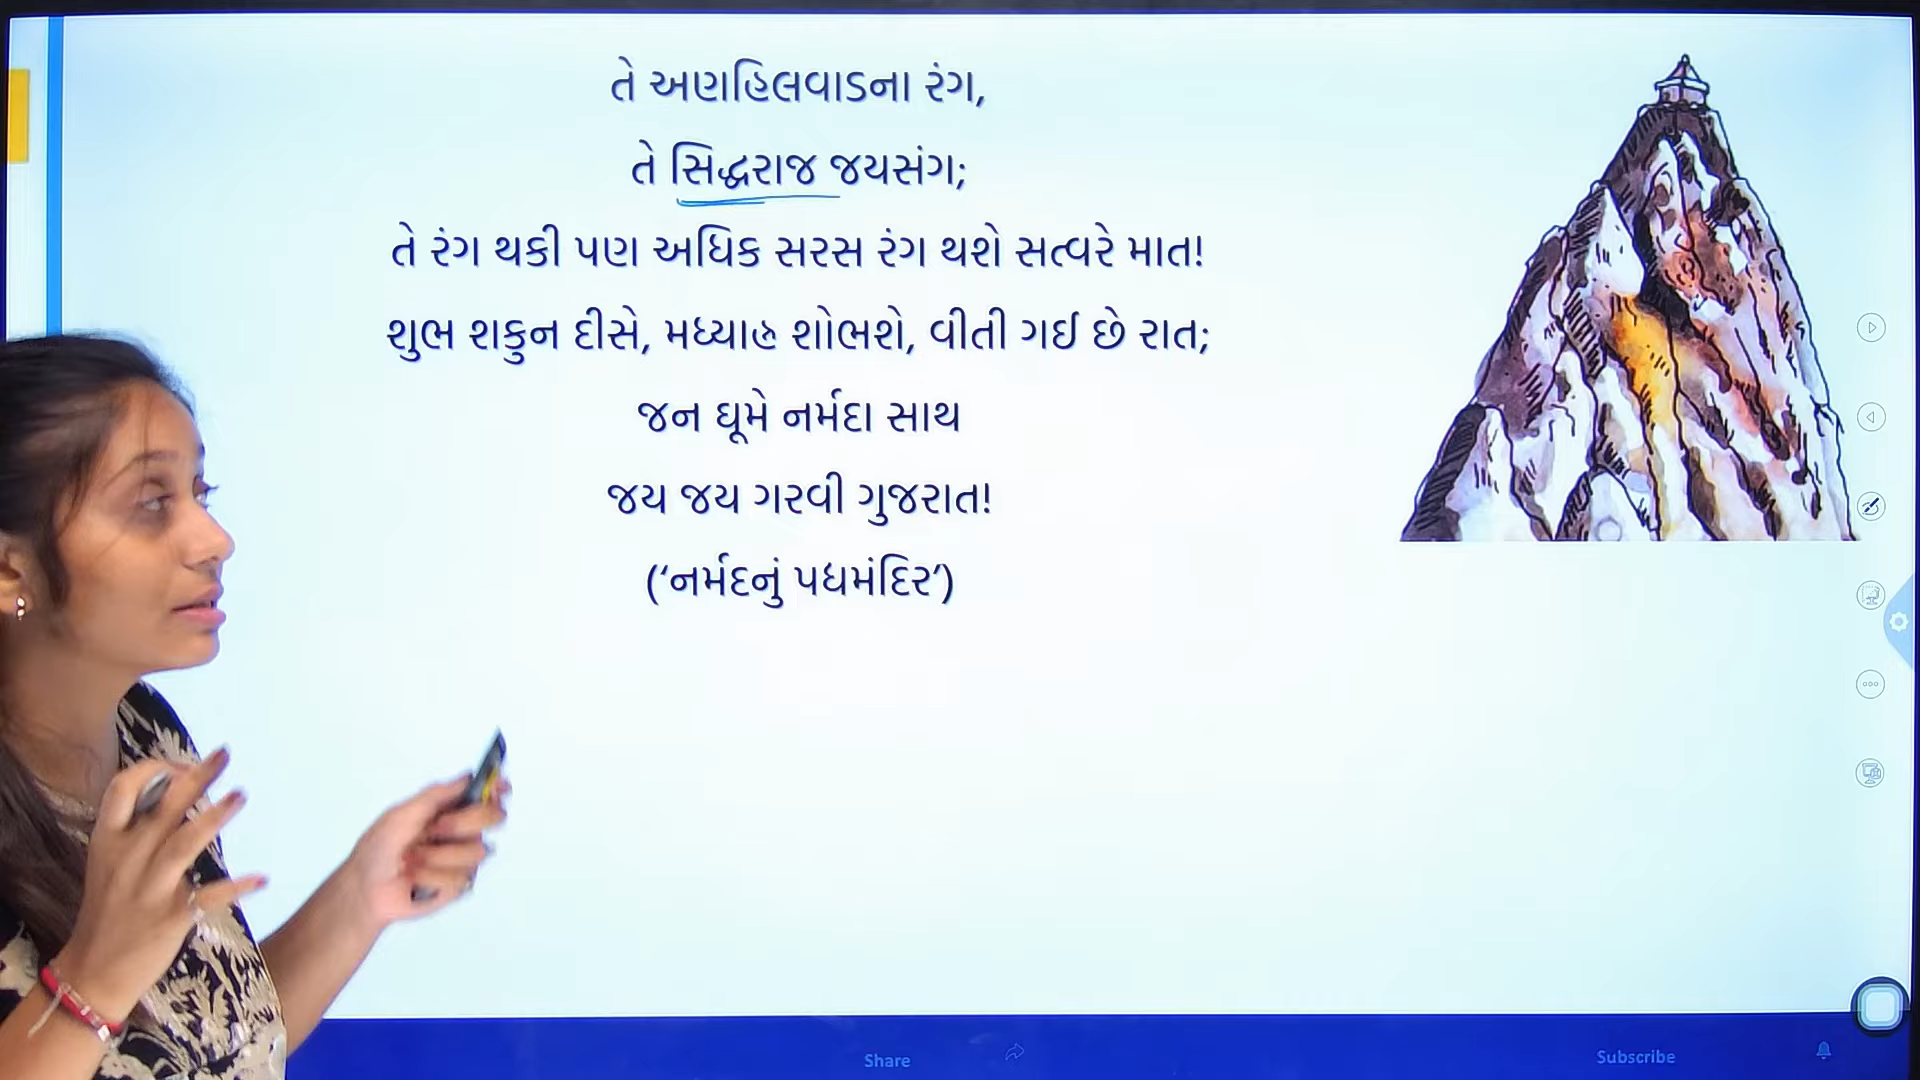 તે અણહિલવાડના રંગ,
તે સિદ્ધરાજ જયસંગ;
તે રંગ થકી પણ અધિક સરસ રંગ થશે સત્વરે માત!
શુભ શકુન દીસે, મધ્યાહ્ન શોભશે, વીતી ગઈ છે રાત;
જન ઘૂમે નર્મદા સાથ
જય જય ગરવી ગુજરાત!
(‘નર્મદનું પદ્યમંદિર’)
Share
Subscribe